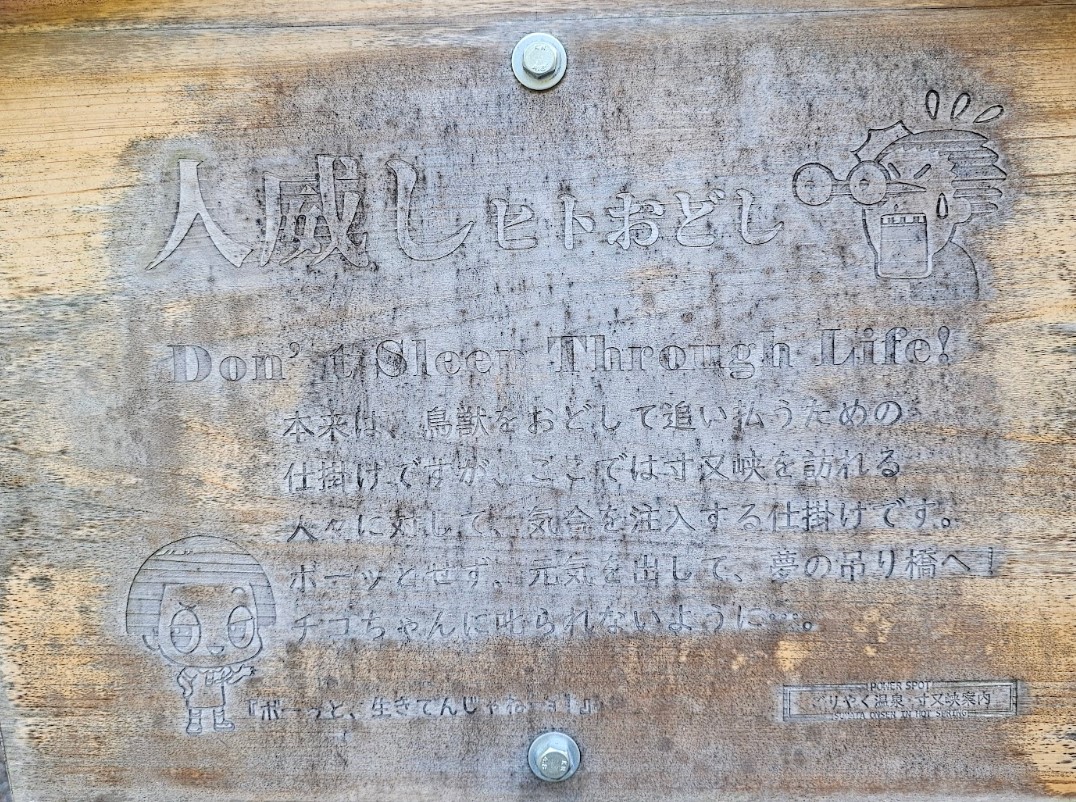 人威し ヒトおどし
Don't Sleep Through Life!
本来は、鳥獣をおどして追い払うための
仕掛けですが、ここでは寸又峡を訪れる
人々に対して、気合を注入する仕掛けです。
ボーッとせず、元気を出して、夢の吊り橋へ!
チコちゃんに叱られないように…。
『ボーっと、生きてんじゃねーよ!』
POWER SPOT
温泉・寸又峡案内
IN HOT SPRING